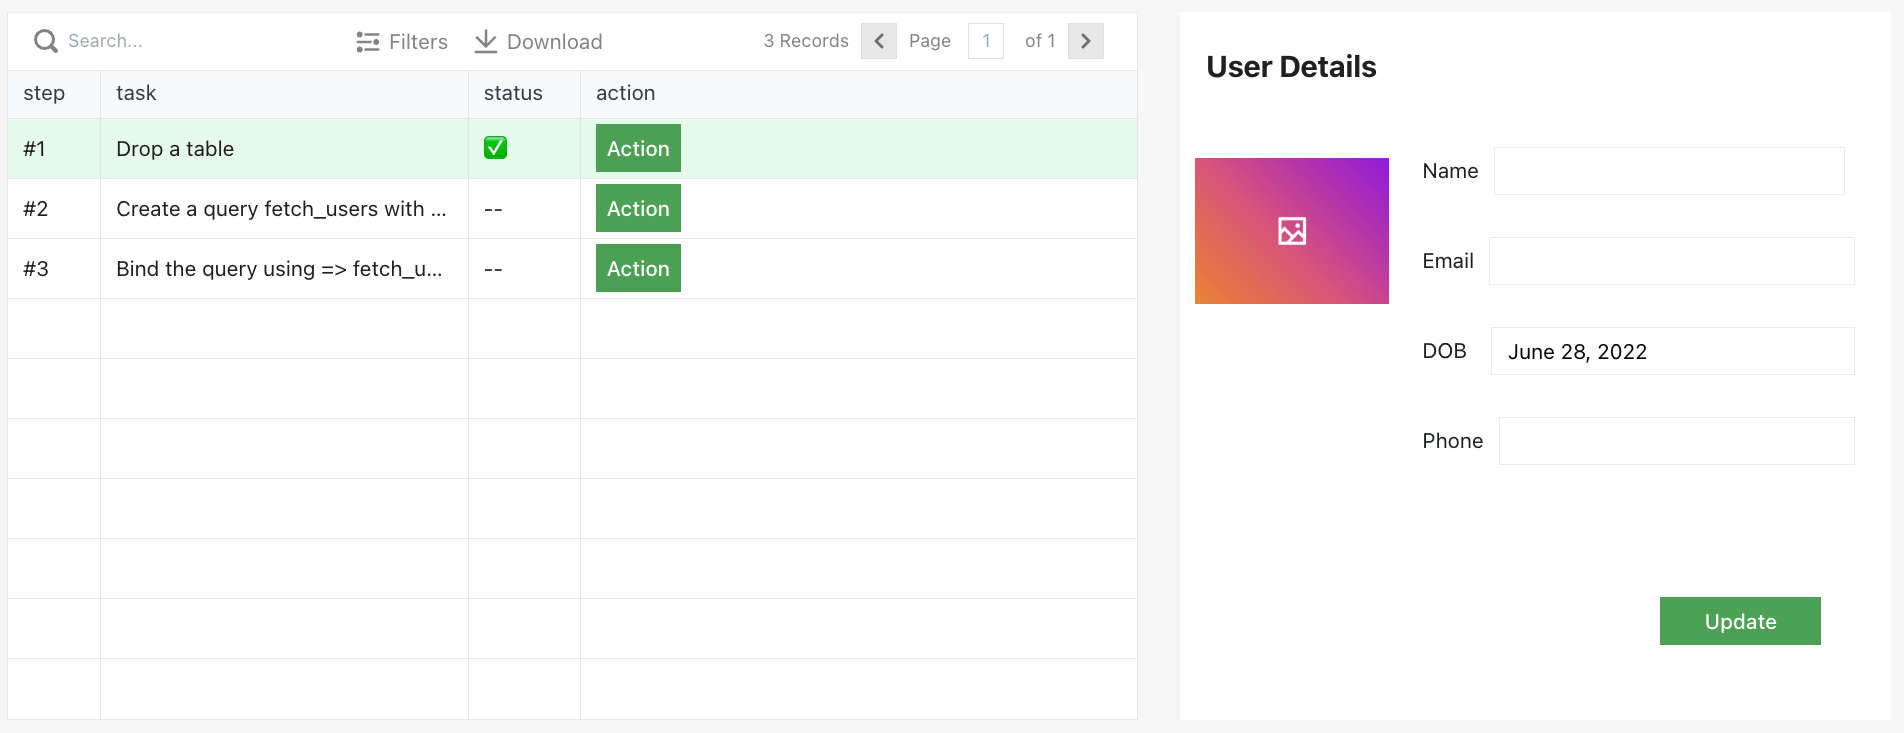 Search... Filters Download 3 Records Page 1 of 1
step task status action
#1 Drop a table ✅ Action
#2 Create a query fetch_users with ... -- Action
#3 Bind the query using => fetch_u... -- Action
User Details
Name
Email
DOB June 28, 2022
Phone
Update